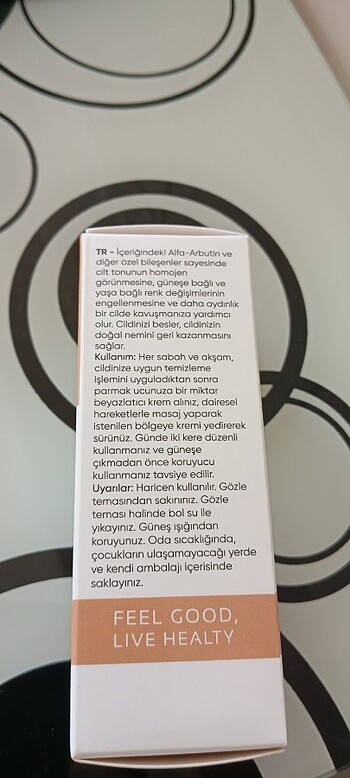 TR - İçeriğindeki Alfa-Arbutin ve
diğer özel bileşenler sayesinde
cilt tonunun homojen
görünmesine, güneşe bağlı ve
yaşa bağlı renk değişimlerinin
engellenmesine ve daha aydınlık
bir cilde kavuşmanıza yardımcı
olur. Cildinizi besler, cildinizin
doğal nemini geri kazanmasını
sağlar.
Kullanım: Her sabah ve akşam,
cildinize uygun temizleme
işlemini uyguladıktan sonra
parmak ucunuza bir miktar
beyazlatıcı krem alınız, dairesel
hareketlerle masaj yaparak
istenilen bölgeye kremi yedirerek
sürünüz. Günde iki kere düzenli
kullanmanız ve güneşe
çıkmadan önce koruyucu
kullanmanız tavsiye edilir.
Uyarılar: Haricen kullanılır. Gözle
temasından sakınınız. Gözle
teması halinde bol su ile
yıkayınız. Güneş ışığından
koruyunuz. Oda sıcaklığında,
çocukların ulaşamayacağı yerde
ve kendi ambalajı içerisinde
saklayınız.
FEEL GOOD,
LIVE HEALTY